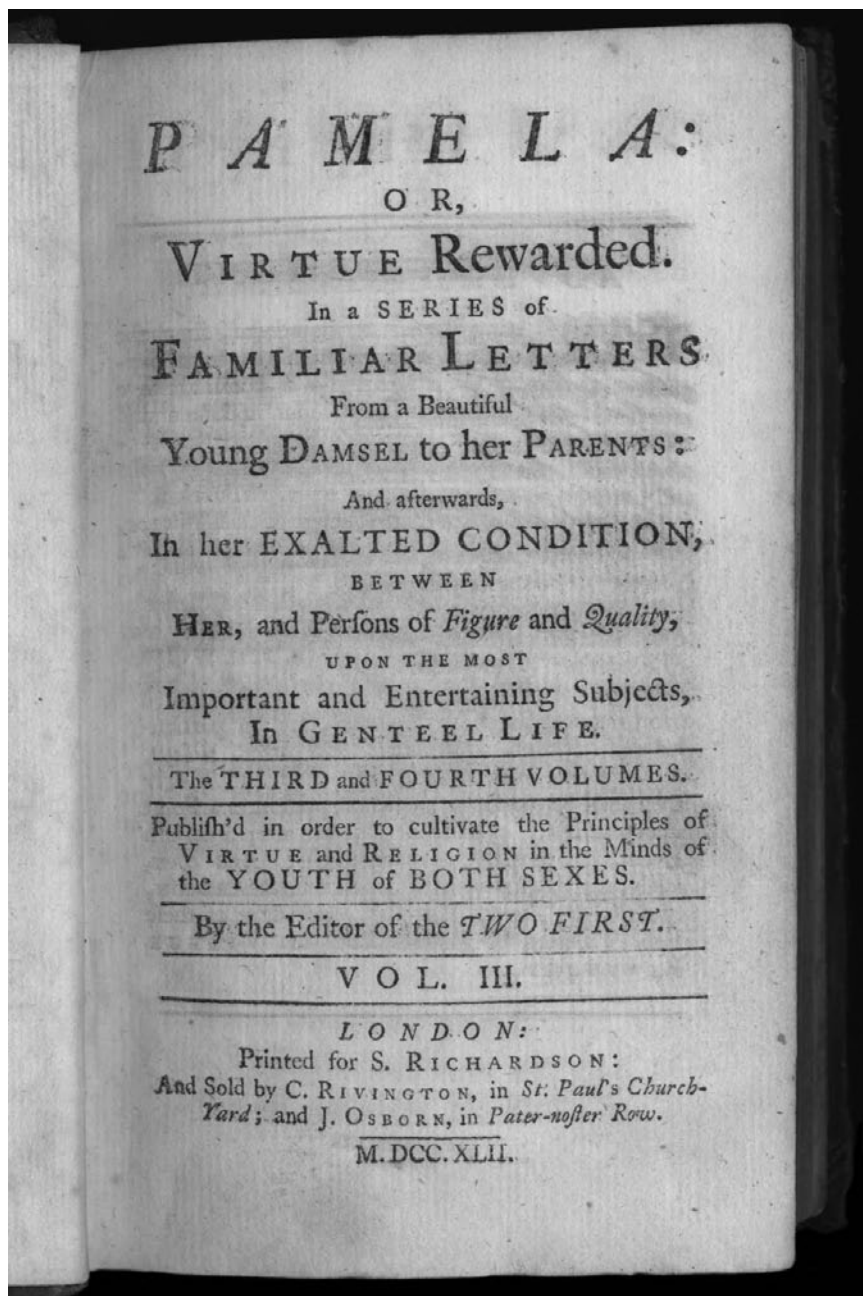 PAMELA:
OR,
VIRTUE Rewarded.
In a SERIES of
FAMILIAR LETTERS
From a Beautiful
Young DAMSEL to her PARENTS:
And afterwards,
In her EXALTED CONDITION,
BETWEEN
HER, and Perſons of Figure and Quality,
UPON THE MOST
Important and Entertaining Subjects,
In GENTEEL LIFE.
The THIRD and FOURTH VOLUMES.
Publiſh'd in order to cultivate the Principles of
VIRTUE and RELIGION in the Minds of
the YOUTH of BOTH SEXES.
By the Editor of the TWO FIRST.
VOL. III.
LONDON:
Printed for S. RICHARDSON:
And Sold by C. RIVINGTON, in St. Paul's Church-
Yard; and J. OSBORN, in Pater-noſter Row.
M.DCC.XLII.